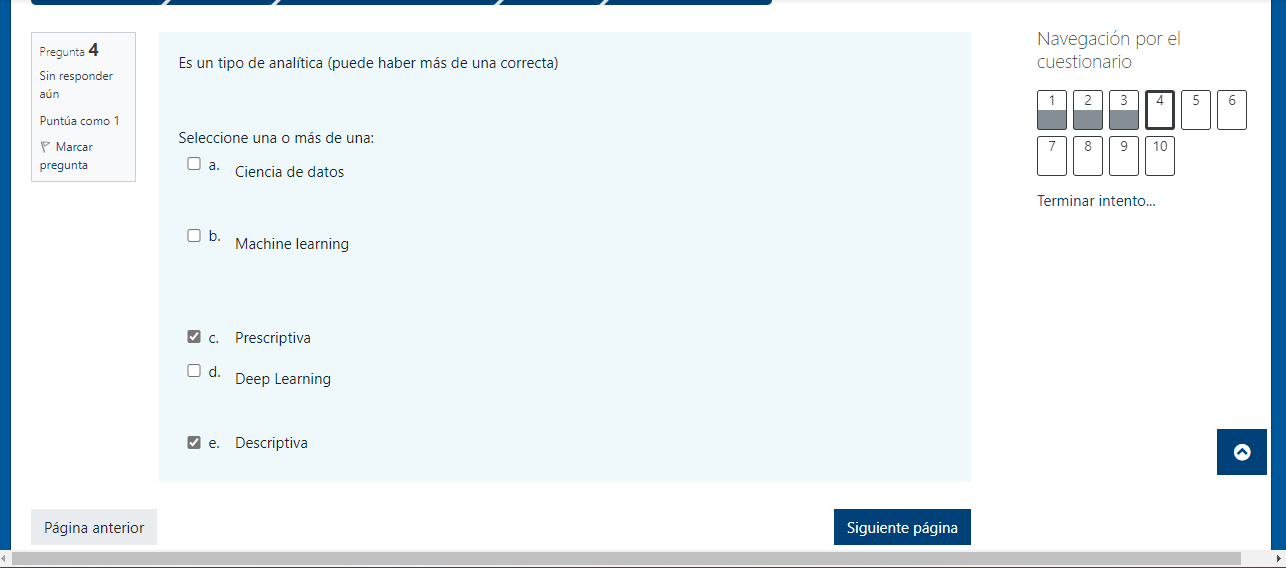 Pregunta 4
Sin responder
aún
Puntúa como 1
Marcar
pregunta
Es un tipo de analítica (puede haber más de una correcta)
Seleccione una o más de una:
a. Ciencia de datos
b. Machine learning
c. Prescriptiva
d. Deep Learning
e. Descriptiva
Página anterior
Siguiente página
Navegación por el
cuestionario
1 2 3 4 5 6
7 8 9 10
Terminar intento...